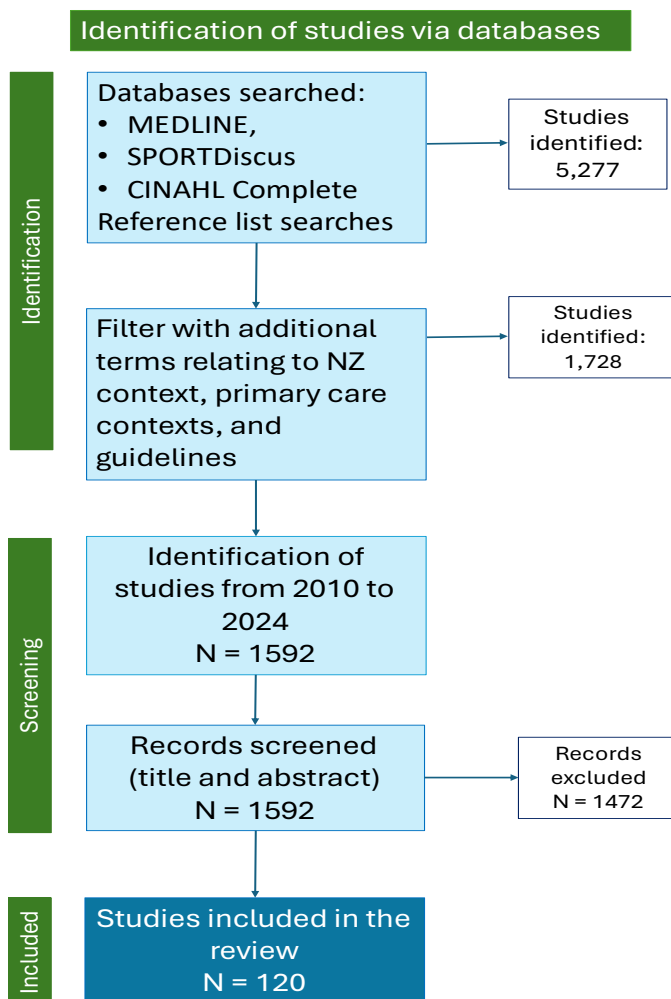 Identification of studies via databases
Identification
Databases searched:
• MEDLINE,
• SPORTDiscus
• CINAHL Complete
Reference list searches
Studies
identified:
5,277
Filter with additional
terms relating to NZ
context, primary care
contexts, and
guidelines
Studies
identified:
1,728
Screening
Identification of
studies from 2010 to
2024
N = 1592
Records screened
(title and abstract)
N = 1592
Records
excluded
N = 1472
Included
Studies included in the
review
N = 120